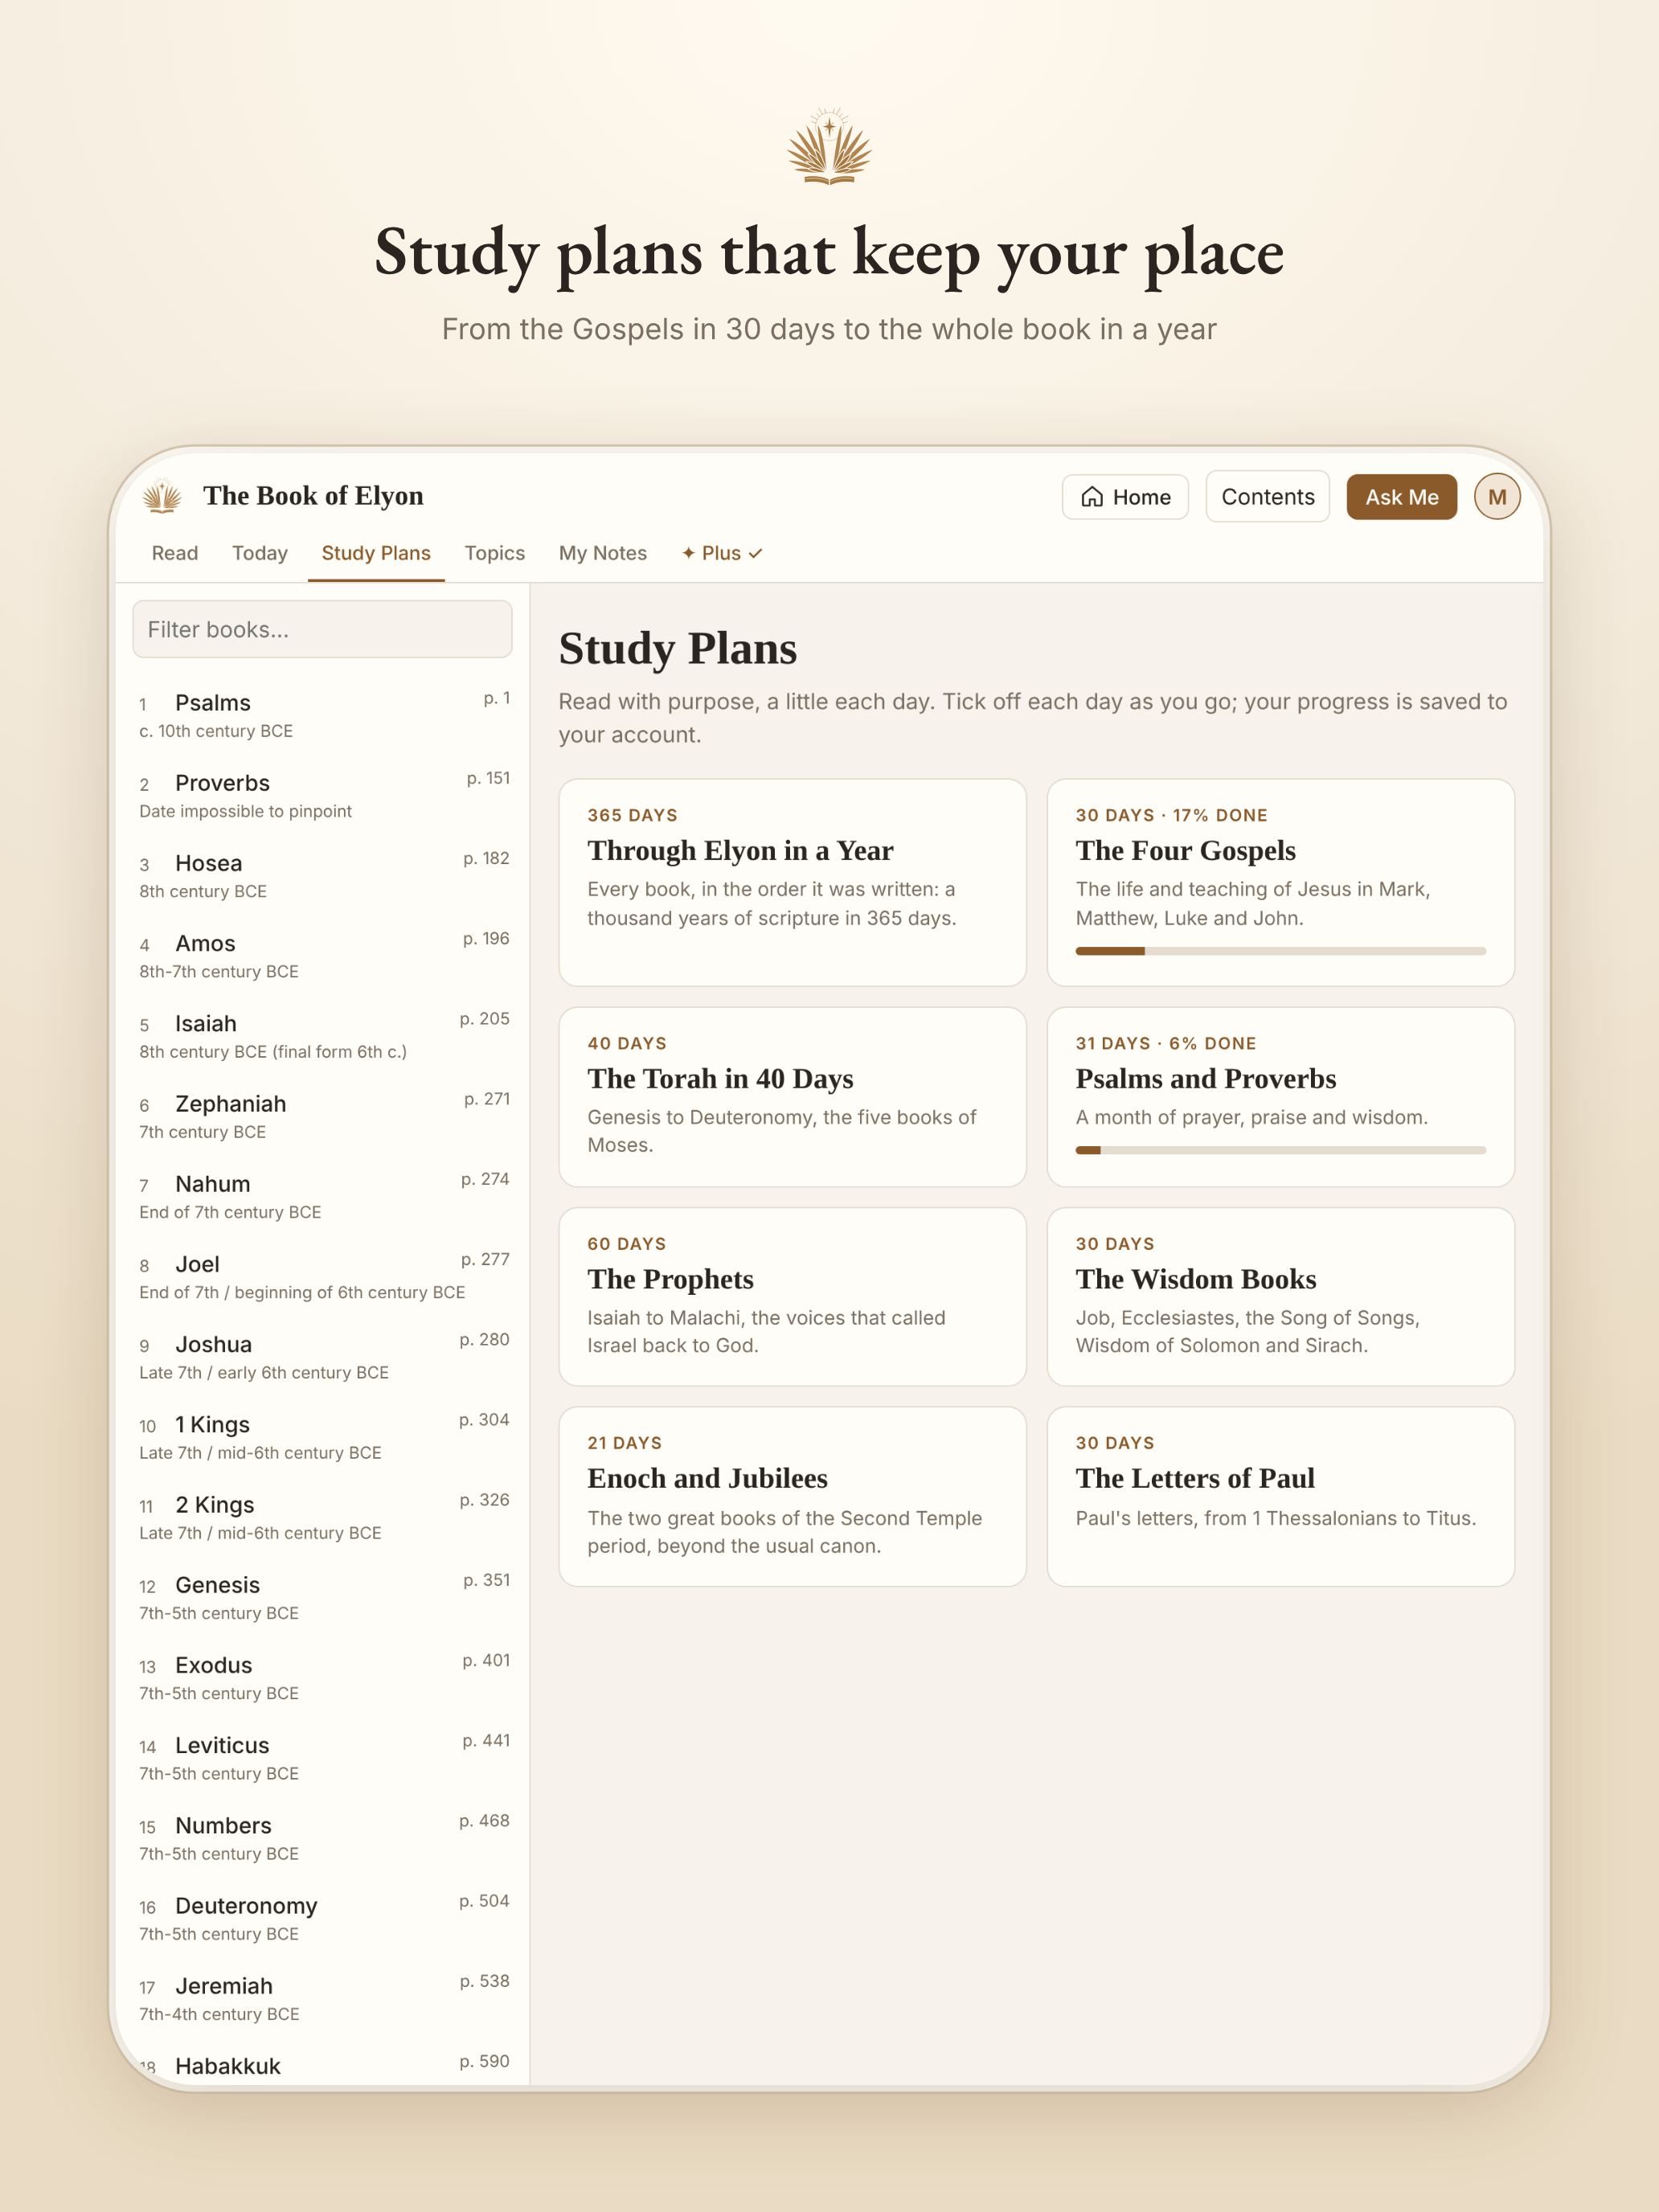 Study plans that keep your place
From the Gospels in 30 days to the whole book in a year
The Book of Elyon
Home
Contents
Ask Me
M
Read
Today
Study Plans
Topics
My Notes
✦ Plus ✓
Filter books...
1 Psalms p. 1
c. 10th century BCE
2 Proverbs p. 151
Date impossible to pinpoint
3 Hosea p. 182
8th century BCE
4 Amos p. 196
8th-7th century BCE
5 Isaiah p. 205
8th century BCE (final form 6th c.)
6 Zephaniah p. 271
7th century BCE
7 Nahum p. 274
End of 7th century BCE
8 Joel p. 277
End of 7th / beginning of 6th century BCE
9 Joshua p. 280
Late 7th / early 6th century BCE
10 1 Kings p. 304
Late 7th / mid-6th century BCE
11 2 Kings p. 326
Late 7th / mid-6th century BCE
12 Genesis p. 351
7th-5th century BCE
13 Exodus p. 401
7th-5th century BCE
14 Leviticus p. 441
7th-5th century BCE
15 Numbers p. 468
7th-5th century BCE
16 Deuteronomy p. 504
7th-5th century BCE
17 Jeremiah p. 538
7th-4th century BCE
18 Habakkuk p. 590
Study Plans
Read with purpose, a little each day. Tick off each day as you go; your progress is saved to
your account.
365 DAYS
Through Elyon in a Year
Every book, in the order it was written: a
thousand years of scripture in 365 days.
30 DAYS · 17% DONE
The Four Gospels
The life and teaching of Jesus in Mark,
Matthew, Luke and John.
40 DAYS
The Torah in 40 Days
Genesis to Deuteronomy, the five books of
Moses.
31 DAYS · 6% DONE
Psalms and Proverbs
A month of prayer, praise and wisdom.
60 DAYS
The Prophets
Isaiah to Malachi, the voices that called
Israel back to God.
30 DAYS
The Wisdom Books
Job, Ecclesiastes, the Song of Songs,
Wisdom of Solomon and Sirach.
21 DAYS
Enoch and Jubilees
The two great books of the Second Temple
period, beyond the usual canon.
30 DAYS
The Letters of Paul
Paul's letters, from 1 Thessalonians to Titus.